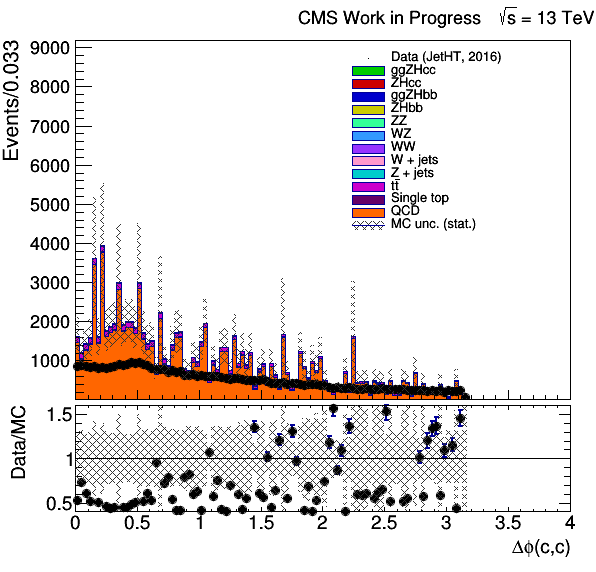 CMS Work in Progress √s = 13 TeV
Events/0.033
9000
8000
7000
6000
5000
4000
3000
2000
1000
Data (JetHT, 2016)
ggZHcc
ZHcc
ggZHbb
ZHbb
ZZ
WZ
WW
W + jets
Z + jets
tt̄
Single top
QCD
MC unc. (stat.)
Data/MC
1.5
1
0.5
0 0.5 1 1.5 2 2.5 3 3.5 4
Δϕ(c,c)